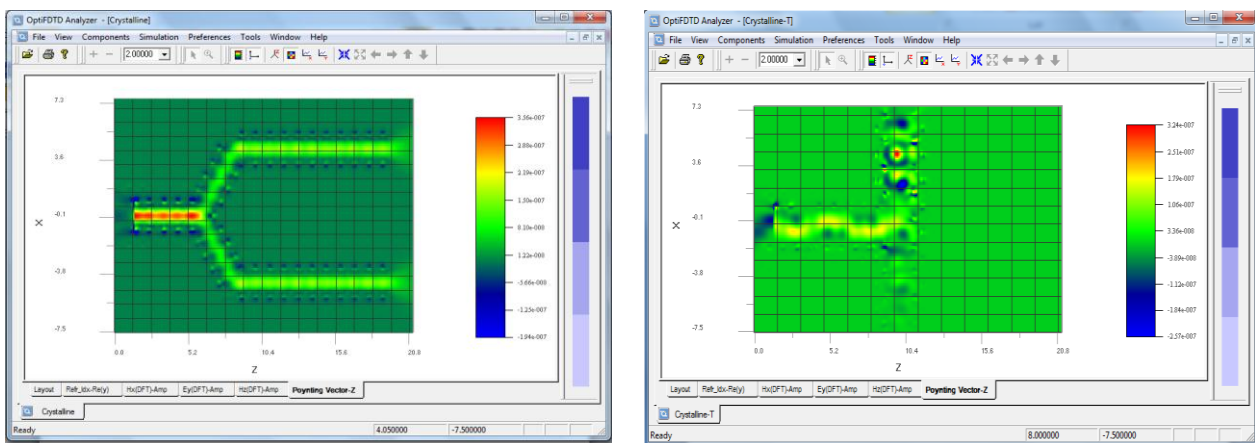 OptiFDTD Analyzer - [Crystalline]
File View Components Simulation Preferences Tools Window Help
2.00000
7.3
3.6
-0.1
-3.8
-7.5
X
0.0 5.2 10.4 15.6 20.8
Z
3.36e-007
2.88e-007
1.30e-007
8.30e-008
1.22e-008
-3.66e-008
-1.25e-007
-1.94e-007
Layout Refr_Idx-Re(y) Hx(DFT)-Amp Ey(DFT)-Amp Hz(DFT)-Amp Poynting Vector-Z
Crystalline
Ready 4.050000 -7.500000
OptiFDTD Analyzer - [Crystalline-T]
File View Components Simulation Preferences Tools Window Help
2.00000
7.3
3.6
-0.1
-3.8
-7.5
X
0.0 5.2 10.4 15.6 20.8
Z
3.24e-007
2.51e-007
1.79e-007
1.07e-007
3.36e-008
-3.89e-008
-1.12e-007
-1.84e-007
-2.57e-007
Layout Refr_Idx-Re(y) Hx(DFT)-Amp Ey(DFT)-Amp Hz(DFT)-Amp Poynting Vector-Z
Crystalline-T
Ready 8.000000 -7.500000